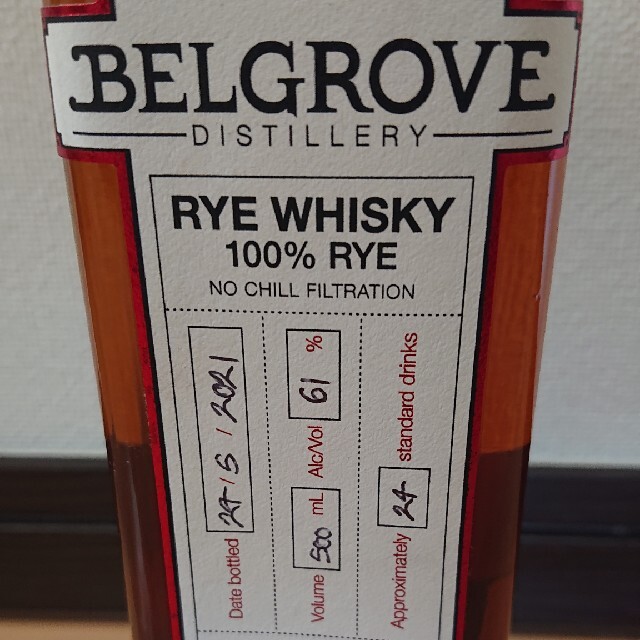 BELGROVE
DISTILLERY
RYE WHISKY
100% RYE
NO CHILL FILTRATION
Date bottled 24/5/2021
Volume 500 mL Alc/Vol 61 %
Approximately 24 standard drinks